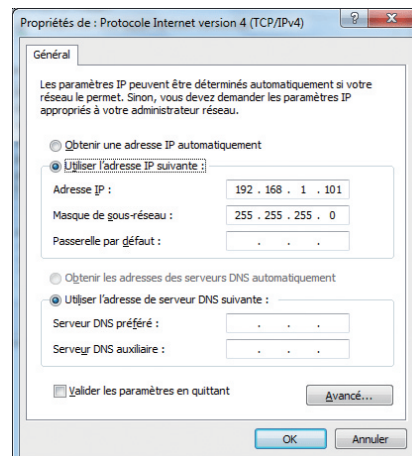 Propriétés de : Protocole Internet version 4 (TCP/IPv4)
Général
Les paramètres IP peuvent être déterminés automatiquement si votre
réseau le permet. Sinon, vous devez demander les paramètres IP
appropriés à votre administrateur réseau.
Obtenir une adresse IP automatiquement
Utiliser l'adresse IP suivante :
Adresse IP : 192 . 168 . 1 . 101
Masque de sous-réseau : 255 . 255 . 255 . 0
Passerelle par défaut : . . .
Obtenir les adresses des serveurs DNS automatiquement
Utiliser l'adresse de serveur DNS suivante :
Serveur DNS préféré : . . .
Serveur DNS auxiliaire : . . .
Valider les paramètres en quittant
Avancé...
OK Annuler